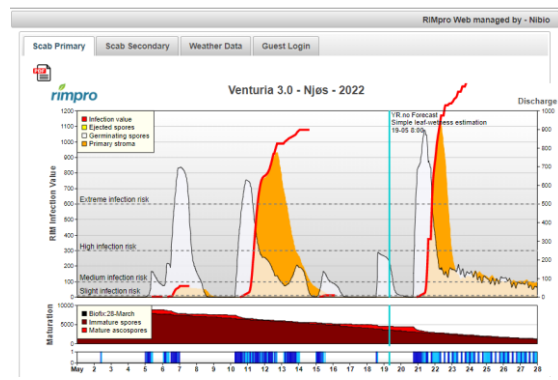 RIMpro Web managed by - Nibio
Scab Primary
Scab Secondary
Weather Data
Guest Login
PDF
rimpro
Venturia 3.0 - Njøs - 2022
Discharge
Infection value
Ejected spores
Germinating spores
Primary stroma
YR.no Forecast
Simple leaf-wetness estimation
19-05 8:00
RIM Infection Value
1200
1100
1000
900
800
700
600
500
400
300
200
100
0
Extreme infection risk
High infection risk
Medium infection risk
Slight infection risk
1000
900
800
700
600
500
400
300
200
100
0
Maturation
10000
5000
0
Biofix:28-March
Immature spores
Mature ascospores
1
0
May 2 3 4 5 6 7 8 9 10 11 12 13 14 15 16 17 18 19 20 21 22 23 24 25 26 27 28